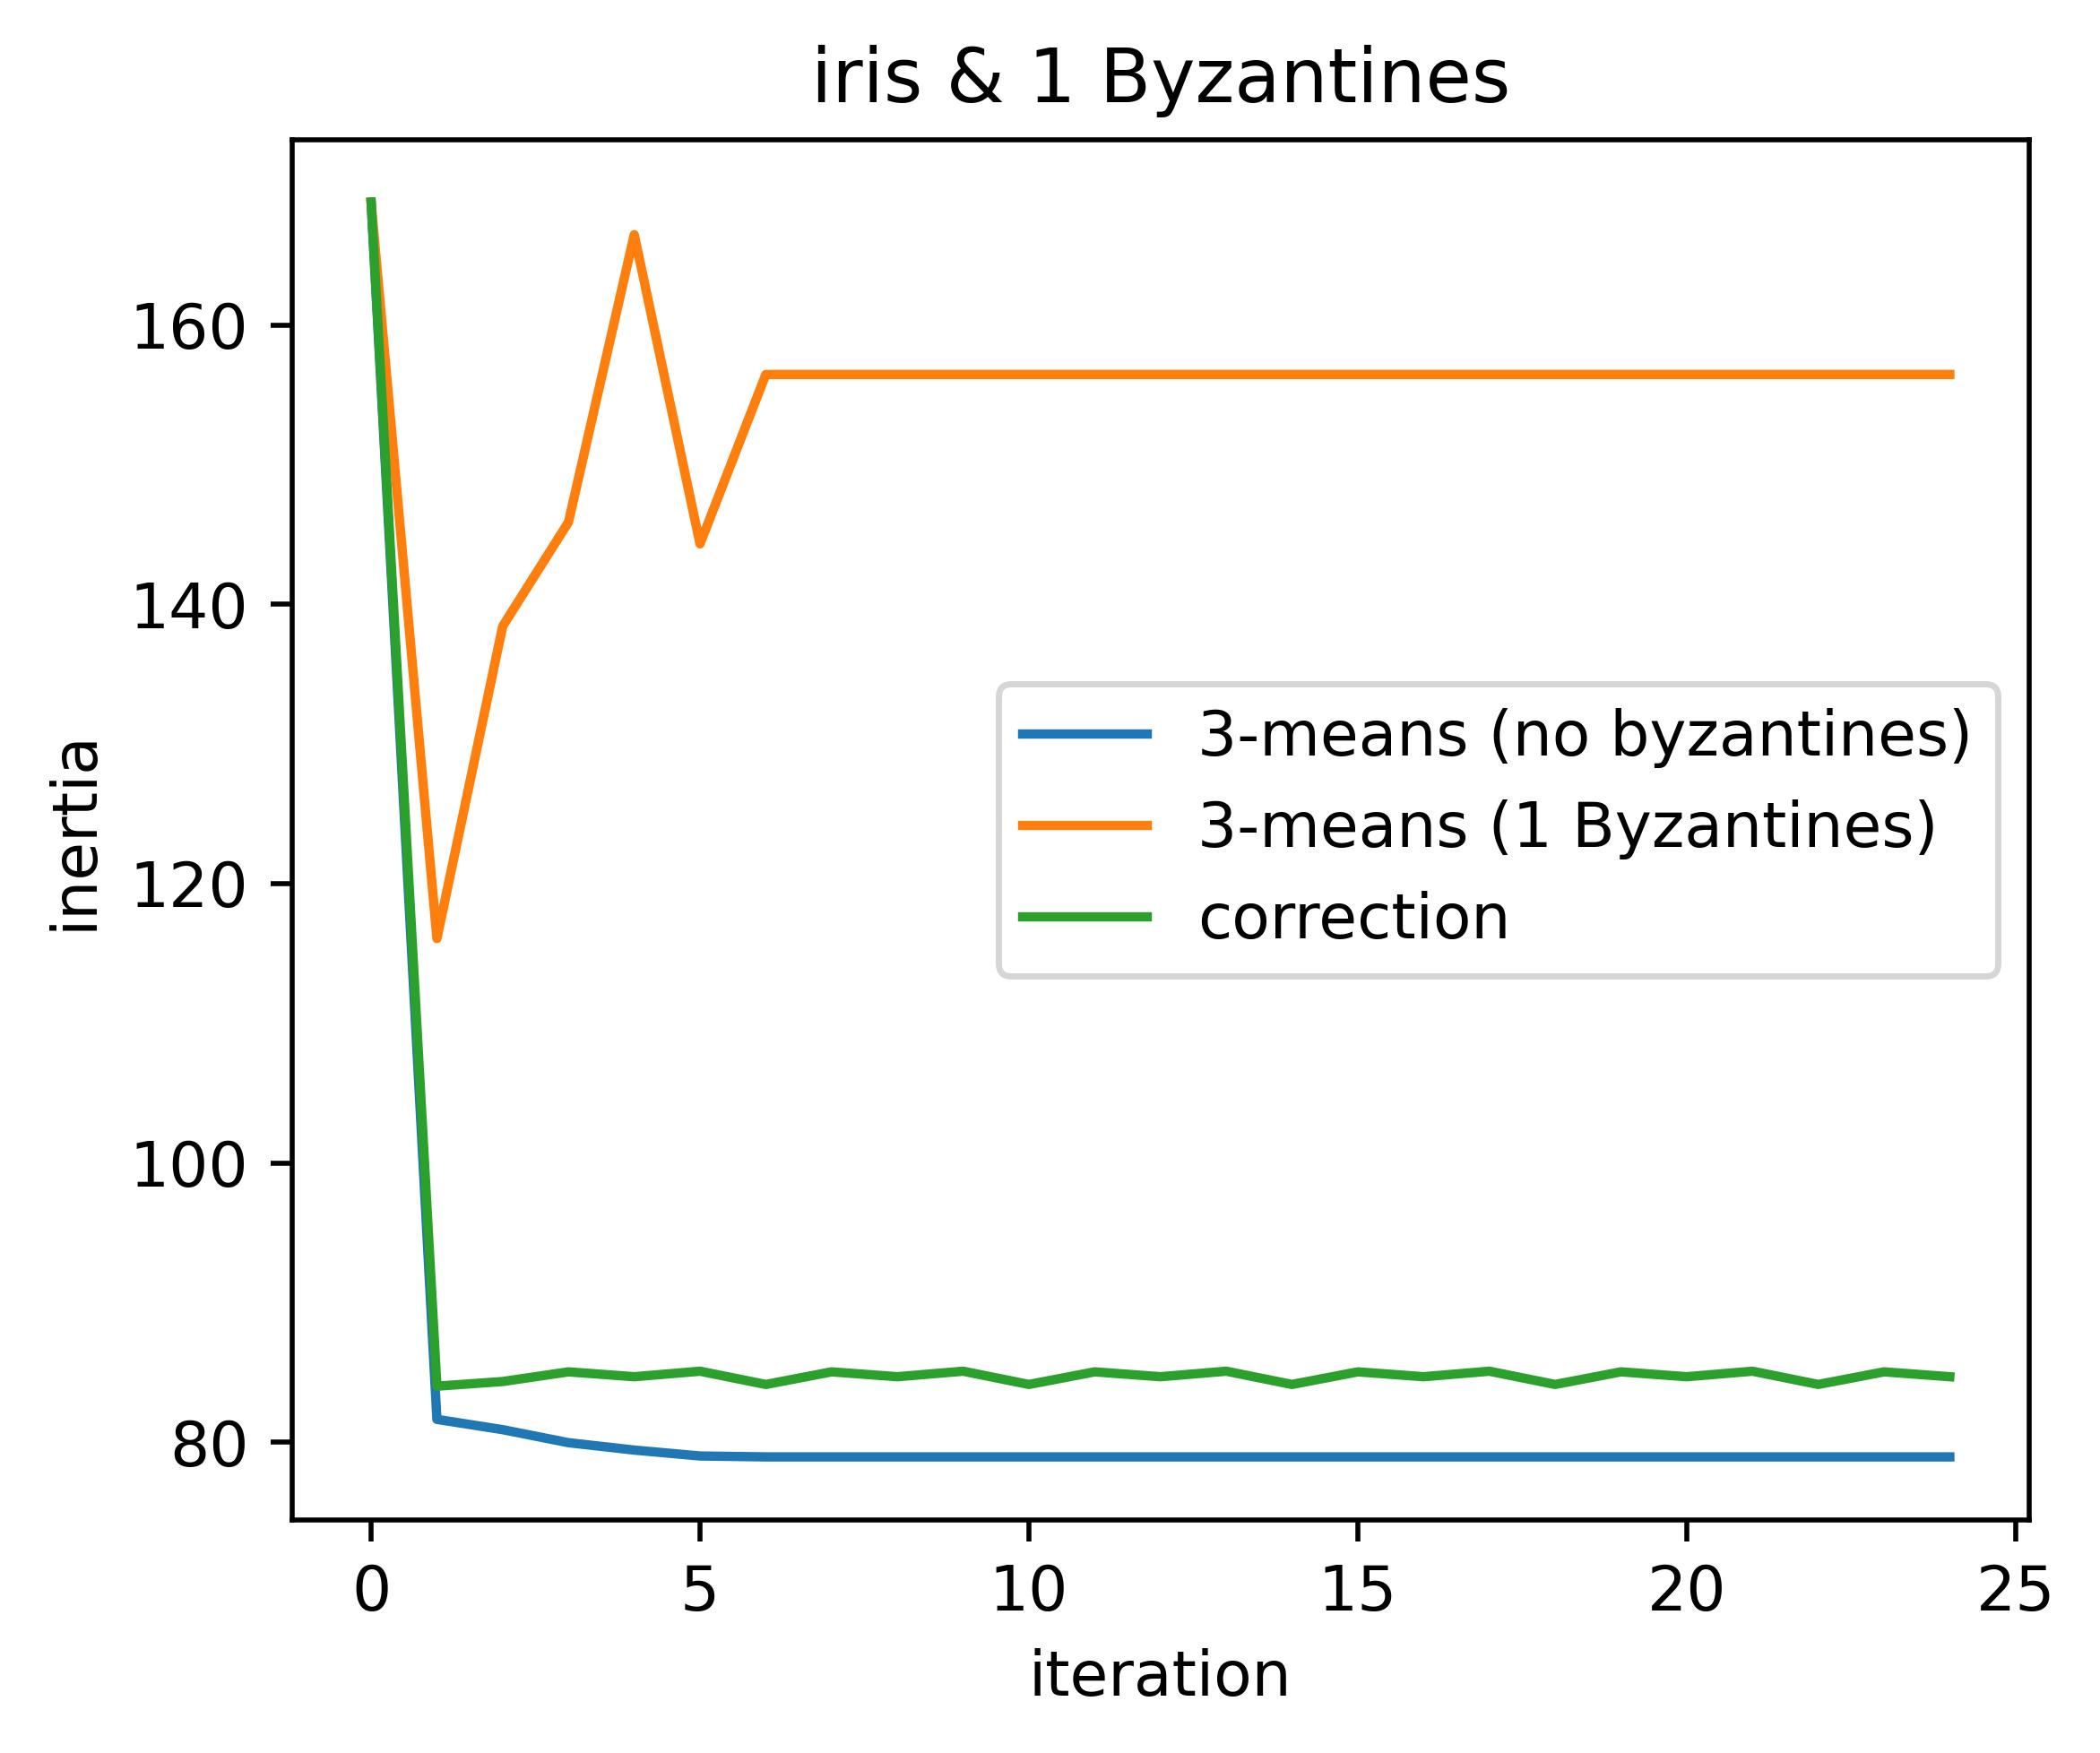 iris & 1 Byzantines
160
140
120
100
80
inertia
3-means (no byzantines)
3-means (1 Byzantines)
correction
0 5 10 15 20 25
iteration